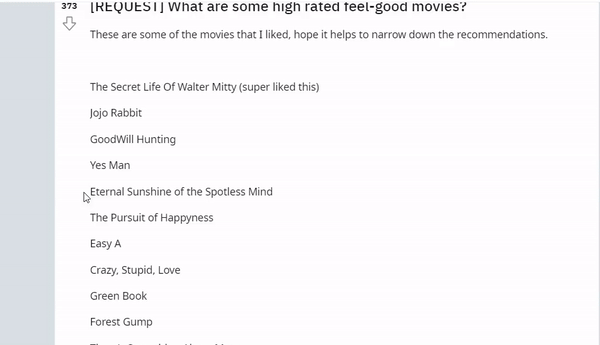 373
[REQUEST] What are some high rated feel-good movies?
These are some of the movies that I liked, hope it helps to narrow down the recommendations.
The Secret Life Of Walter Mitty (super liked this)
Jojo Rabbit
GoodWill Hunting
Yes Man
Eternal Sunshine of the Spotless Mind
The Pursuit of Happyness
Easy A
Crazy, Stupid, Love
Green Book
Forest Gump